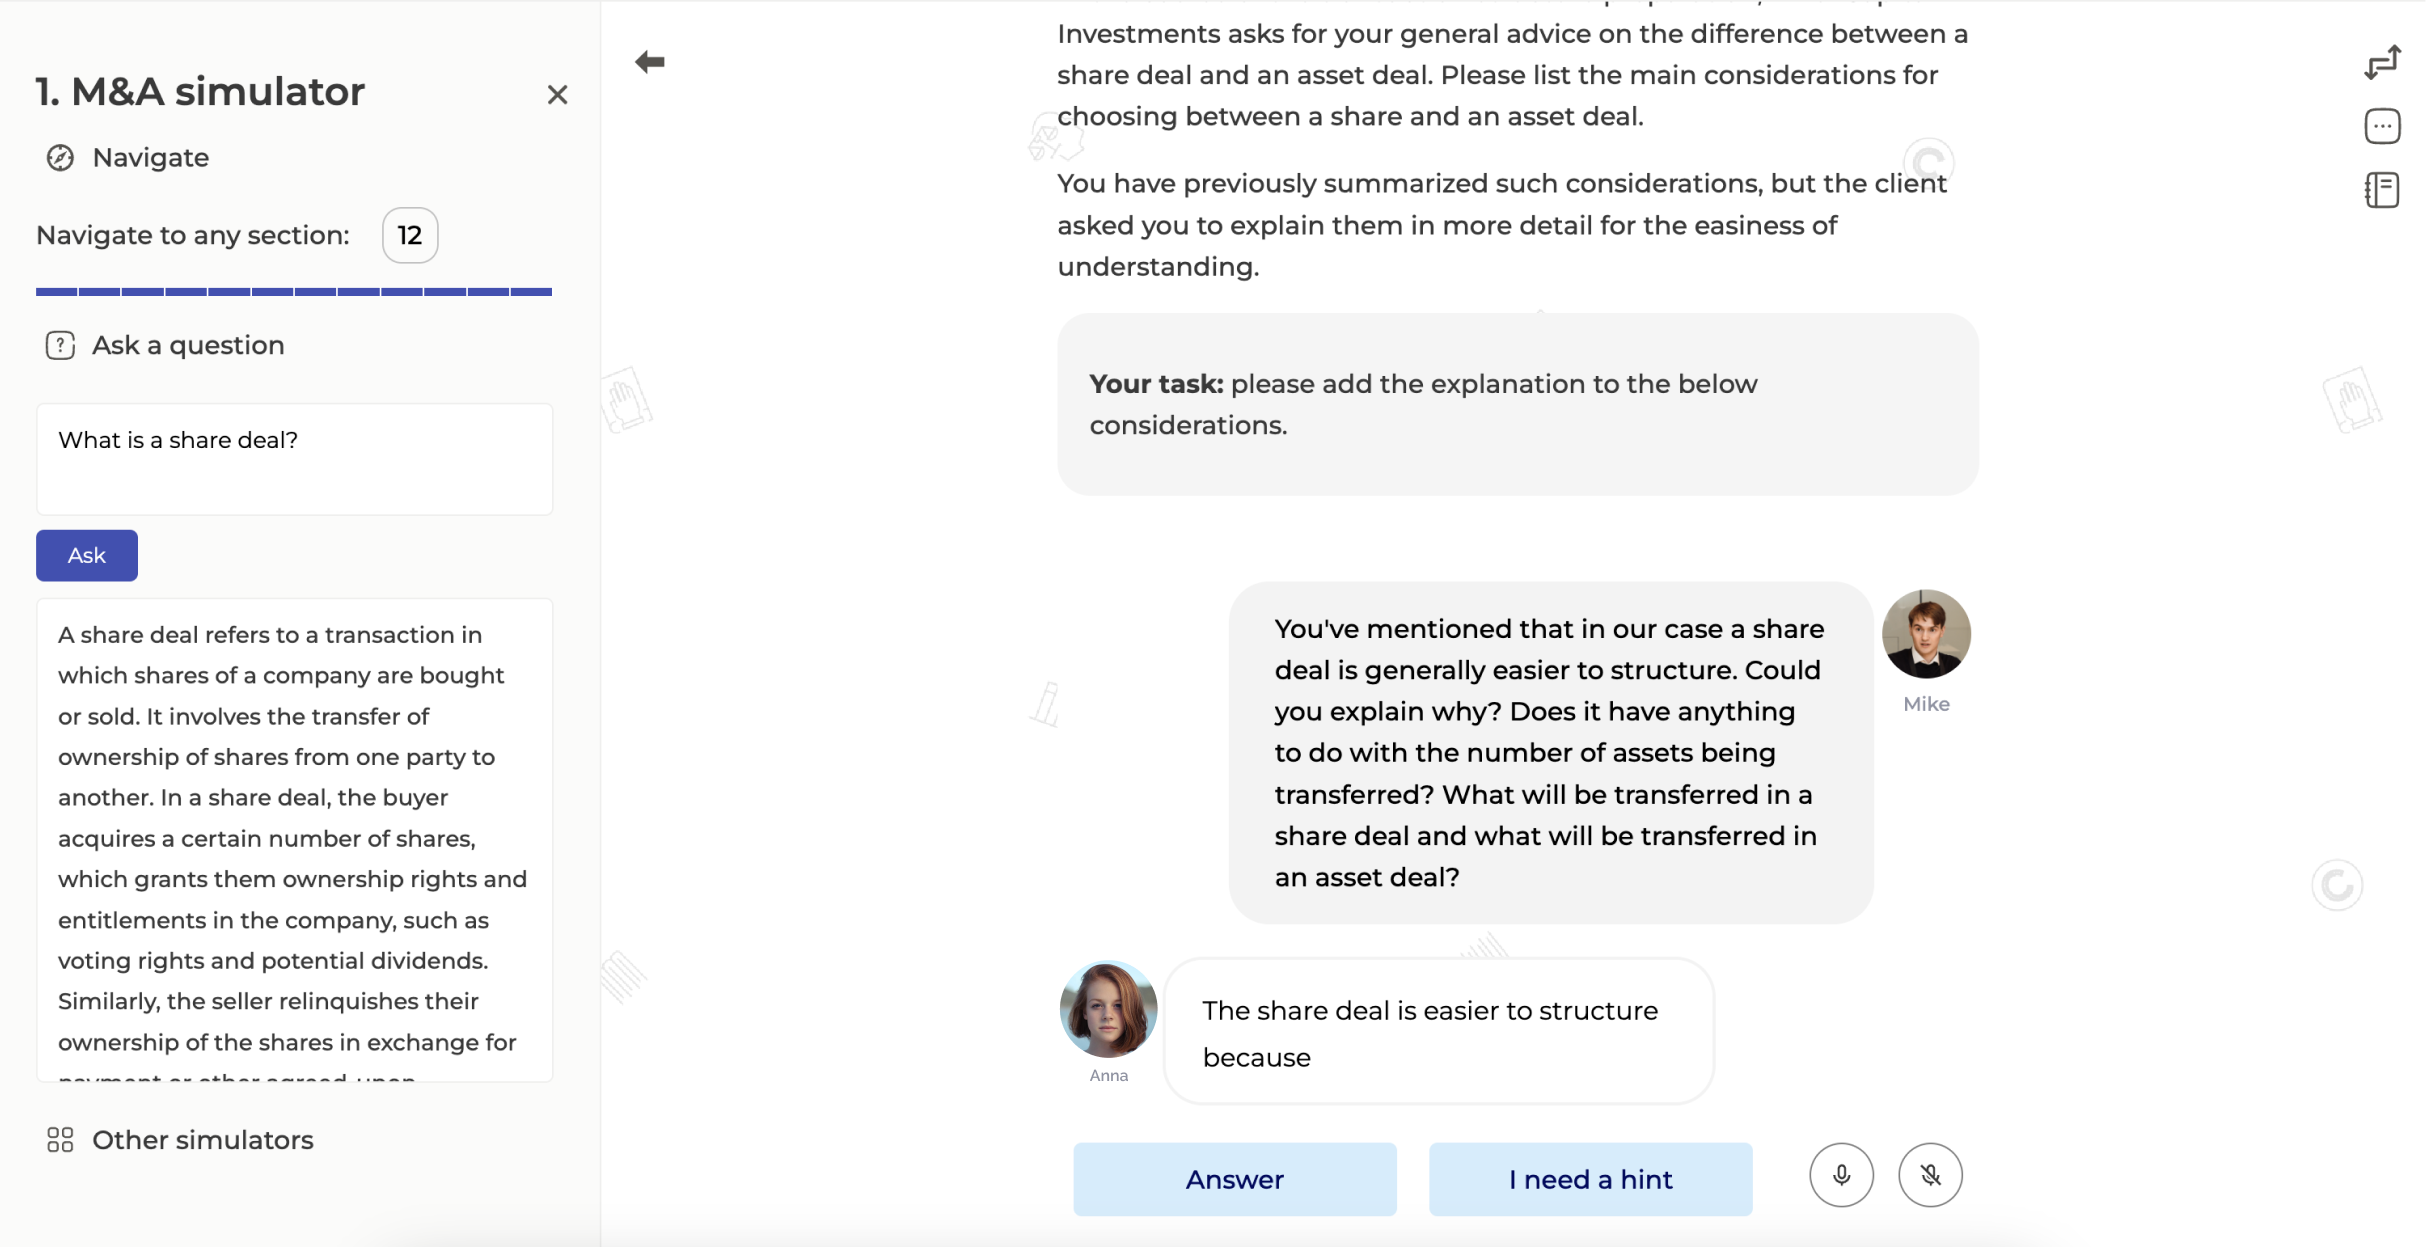 1. M&A simulator
Navigate
Navigate to any section: 12
Ask a question
What is a share deal?
Ask
A share deal refers to a transaction in
which shares of a company are bought
or sold. It involves the transfer of
ownership of shares from one party to
another. In a share deal, the buyer
acquires a certain number of shares,
which grants them ownership rights and
entitlements in the company, such as
voting rights and potential dividends.
Similarly, the seller relinquishes their
ownership of the shares in exchange for
payment or other agreed-upon
Other simulators
Investments asks for your general advice on the difference between a
share deal and an asset deal. Please list the main considerations for
choosing between a share and an asset deal.
You have previously summarized such considerations, but the client
asked you to explain them in more detail for the easiness of
understanding.
Your task: please add the explanation to the below
considerations.
You've mentioned that in our case a share
deal is generally easier to structure. Could
you explain why? Does it have anything
to do with the number of assets being
transferred? What will be transferred in a
share deal and what will be transferred in
an asset deal?
Mike
The share deal is easier to structure
because
Anna
Answer
I need a hint